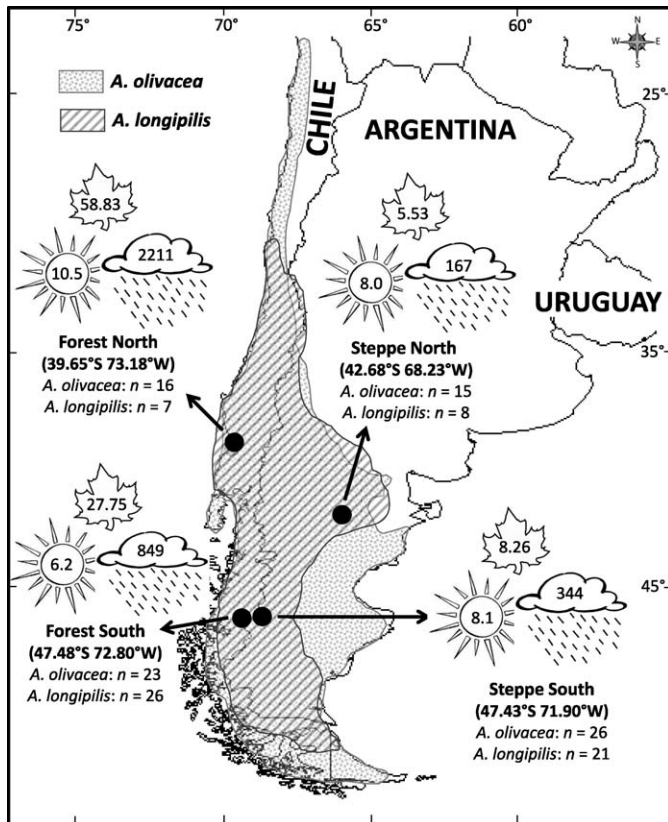 75°
70°
65°
60°
N
W
E
S
A. olivacea
A. longipilis
25°
CHILE
ARGENTINA
58.83
10.5
2211
5.53
8.0
167
URUGUAY
Forest North
(39.65°S 73.18°W)
A. olivacea: n = 16
A. longipilis: n = 7
Steppe North
(42.68°S 68.23°W)
A. olivacea: n = 15
A. longipilis: n = 8
35°
27.75
6.2
849
8.26
8.1
344
45°
Forest South
(47.48°S 72.80°W)
A. olivacea: n = 23
A. longipilis: n = 26
Steppe South
(47.43°S 71.90°W)
A. olivacea: n = 26
A. longipilis: n = 21